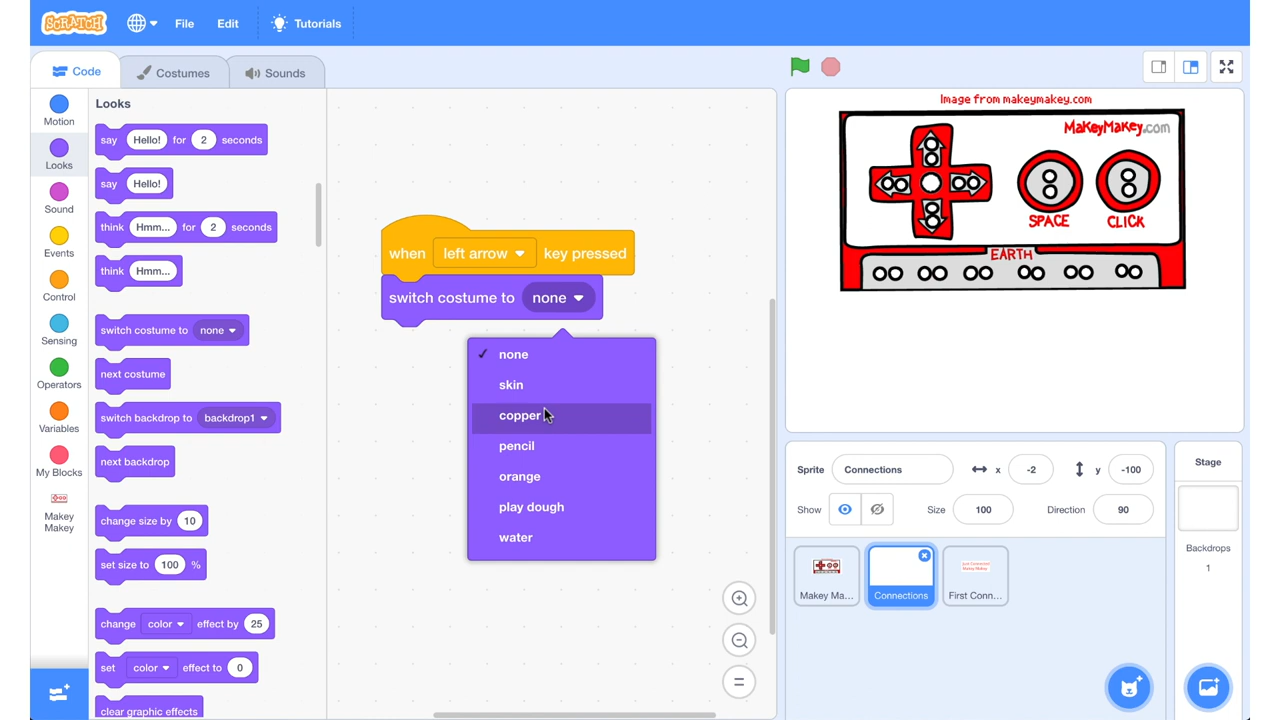 SCRATCH
File
Edit
Tutorials
Code
Costumes
Sounds
Motion
Looks
Sound
Events
Control
Sensing
Operators
Variables
My Blocks
Makey
Makey
Looks
say Hello! for 2 seconds
say Hello!
think Hmm... for 2 seconds
think Hmm...
switch costume to none
next costume
switch backdrop to backdrop1
next backdrop
change size by 10
set size to 100 %
change color effect by 25
set color effect to 0
clear graphic effects
when left arrow key pressed
switch costume to none
none
skin
copper
pencil
orange
play dough
water
Image from makeymakey.com
MaKeyMaKey.com
SPACE
CLICK
EARTH
Sprite Connections x -2 y -100
Show Size 100 Direction 90
Makey Ma...
Connections
First Conn...
Stage
Backdrops
1